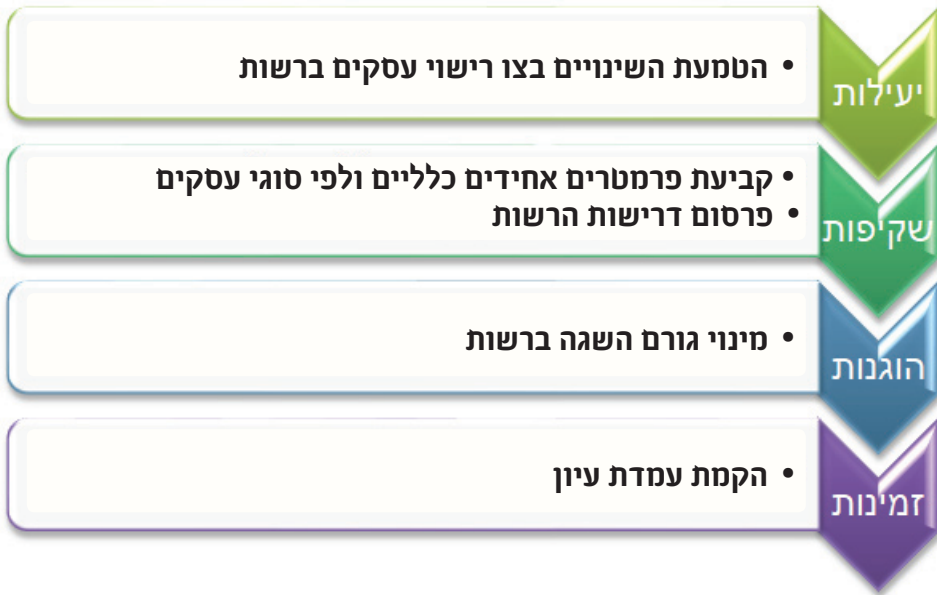 יעילות
• הטמעת השינויים בצו רישוי עסקים ברשות
שקיפות
• קביעת פרמטרים אחידים כלליים ולפי סוגי עסקים
• פרסום דרישות הרשות
הוגנות
• מינוי גורם השגה ברשות
זמינות
• הקמת עמדת עיון